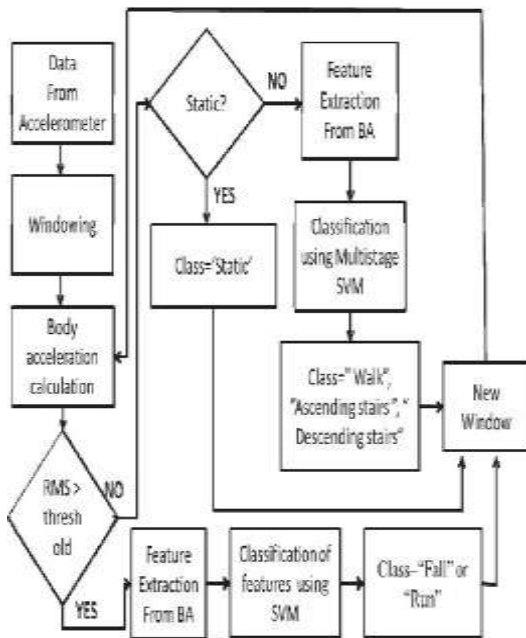 Data
From
Accelerometer
Windowing
Body
acceleration
calculation
RMS >
thresh
old
NO
YES
Static?
NO
YES
Class='Static'
Feature
Extraction
From BA
Classification
using Multistage
SVM
Class=" Walk",
"Ascending stairs", "
Descending stairs"
New
Window
Feature
Extraction
From BA
Classification of
features using
SVM
Class–"Fall" or
"Run"